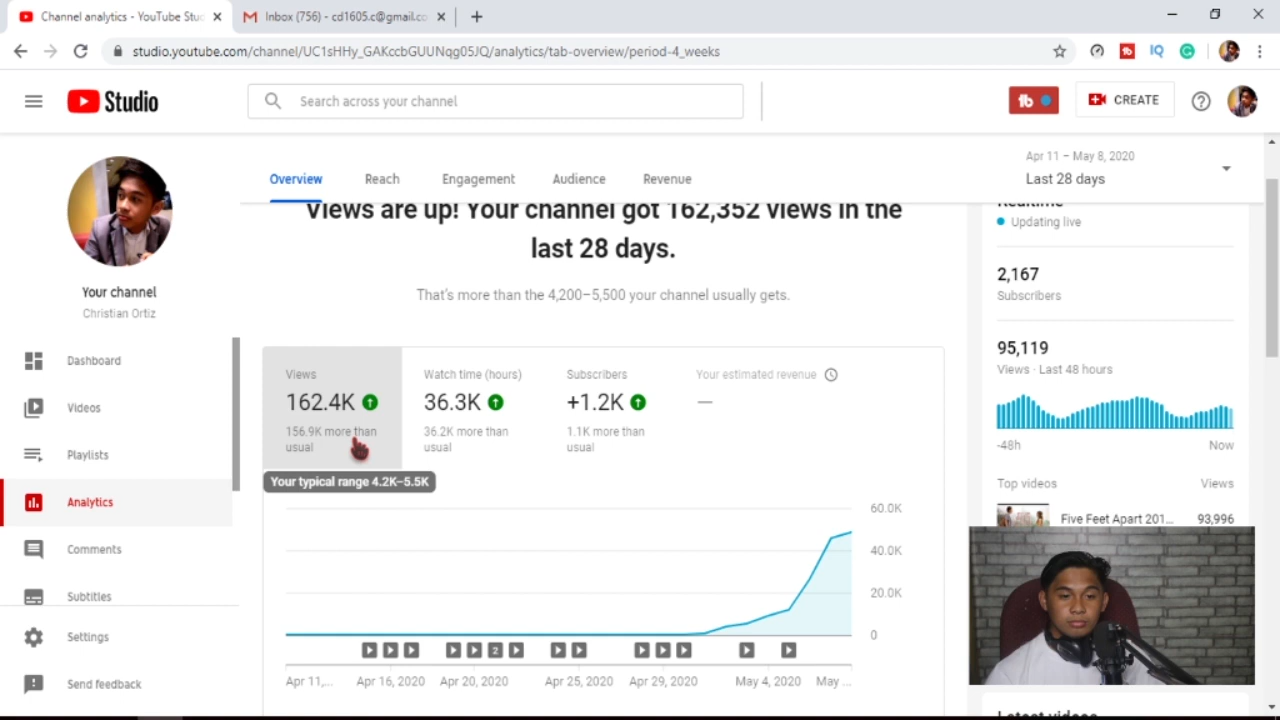 Channel analytics - YouTube Stu
Inbox (756) - cd1605.c@gmail.co
studio.youtube.com/channel/UC1sHHy_GAKccbGUUNqg05JQ/analytics/tab-overview/period-4_weeks
Studio
Search across your channel
CREATE
Overview
Reach
Engagement
Audience
Revenue
Apr 11 – May 8, 2020
Last 28 days
Your channel
Christian Ortiz
Dashboard
Videos
Playlists
Analytics
Comments
Subtitles
Settings
Send feedback
Views are up! Your channel got 162,352 views in the
last 28 days.
That's more than the 4,200–5,500 your channel usually gets.
Views
162.4K
156.9K more than
usual
Watch time (hours)
36.3K
36.2K more than
usual
Subscribers
+1.2K
1.1K more than
usual
Your estimated revenue
—
Your typical range 4.2K–5.5K
60.0K
40.0K
20.0K
0
2
Apr 11,...
Apr 16, 2020
Apr 20, 2020
Apr 25, 2020
Apr 29, 2020
May 4, 2020
May ...
Realtime
Updating live
2,167
Subscribers
95,119
Views · Last 48 hours
-48h
Now
Top videos
Views
Five Feet Apart 201...
93,996
Latest videos